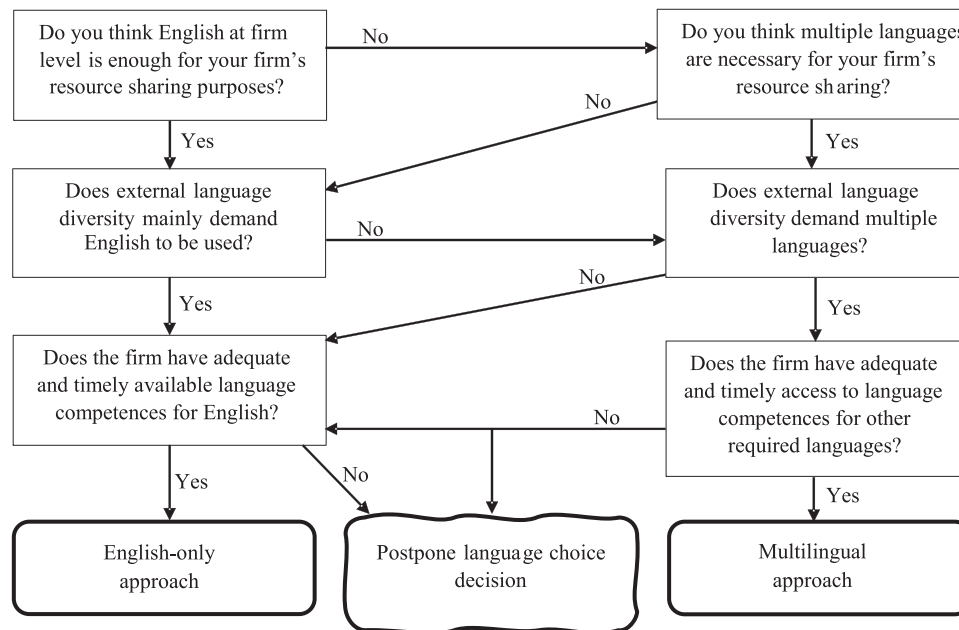 Do you think English at firm
level is enough for your firm's
resource sharing purposes?
No
Do you think multiple languages
are necessary for your firm's
resource sharing?
No
Yes
Yes
Does external language
diversity mainly demand
English to be used?
No
Does external language
diversity demand multiple
languages?
No
Yes
Yes
Does the firm have adequate
and timely available language
competences for English?
Does the firm have adequate
and timely access to language
competences for other
required languages?
No
No
Yes
Yes
English-only
approach
Postpone language choice
decision
Multilingual
approach